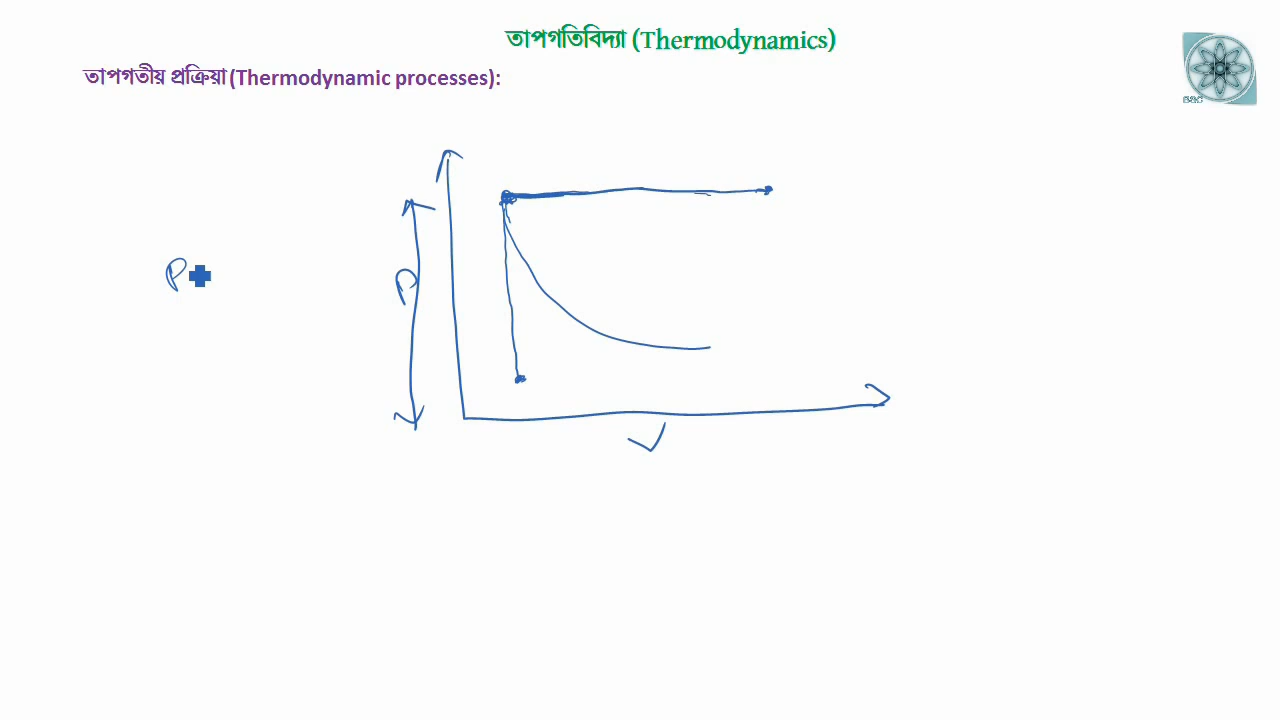 তাপগতিবিদ্যা (Thermodynamics)
তাপগতীয় প্রক্রিয়া (Thermodynamic processes):
P
P
V